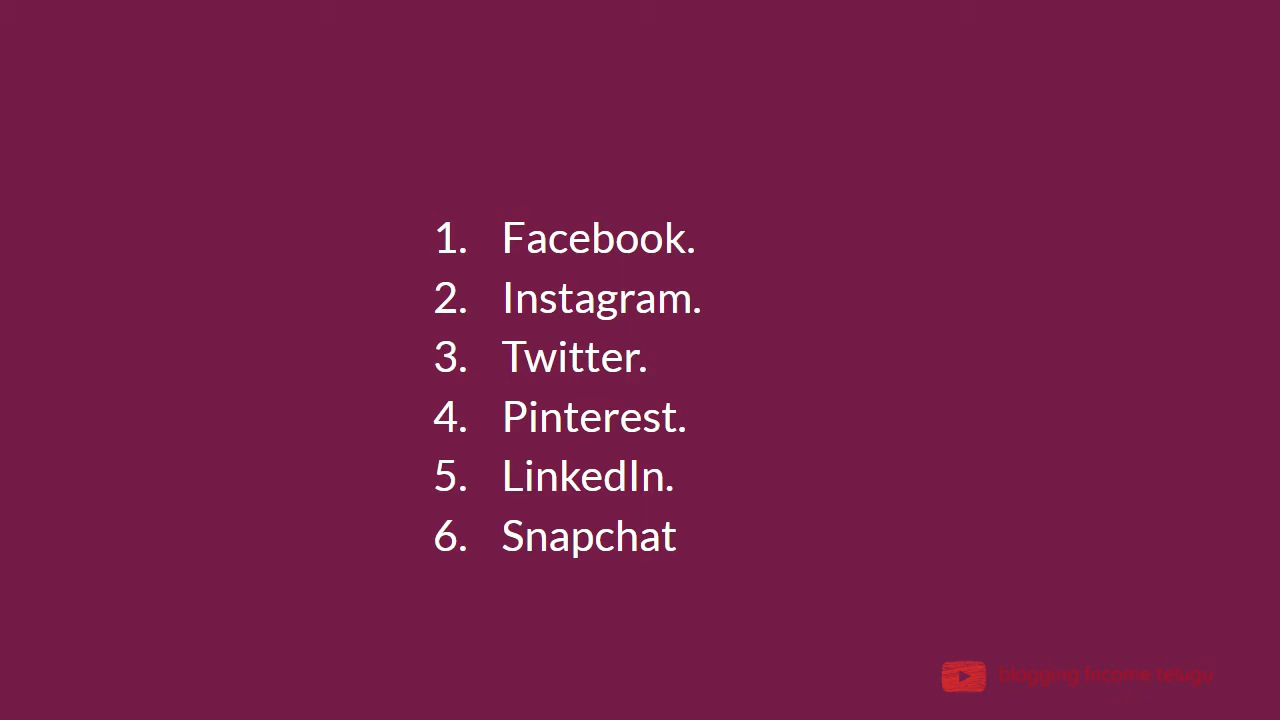 1. Facebook.
2. Instagram.
3. Twitter.
4. Pinterest.
5. LinkedIn.
6. Snapchat
blogging Income telugu